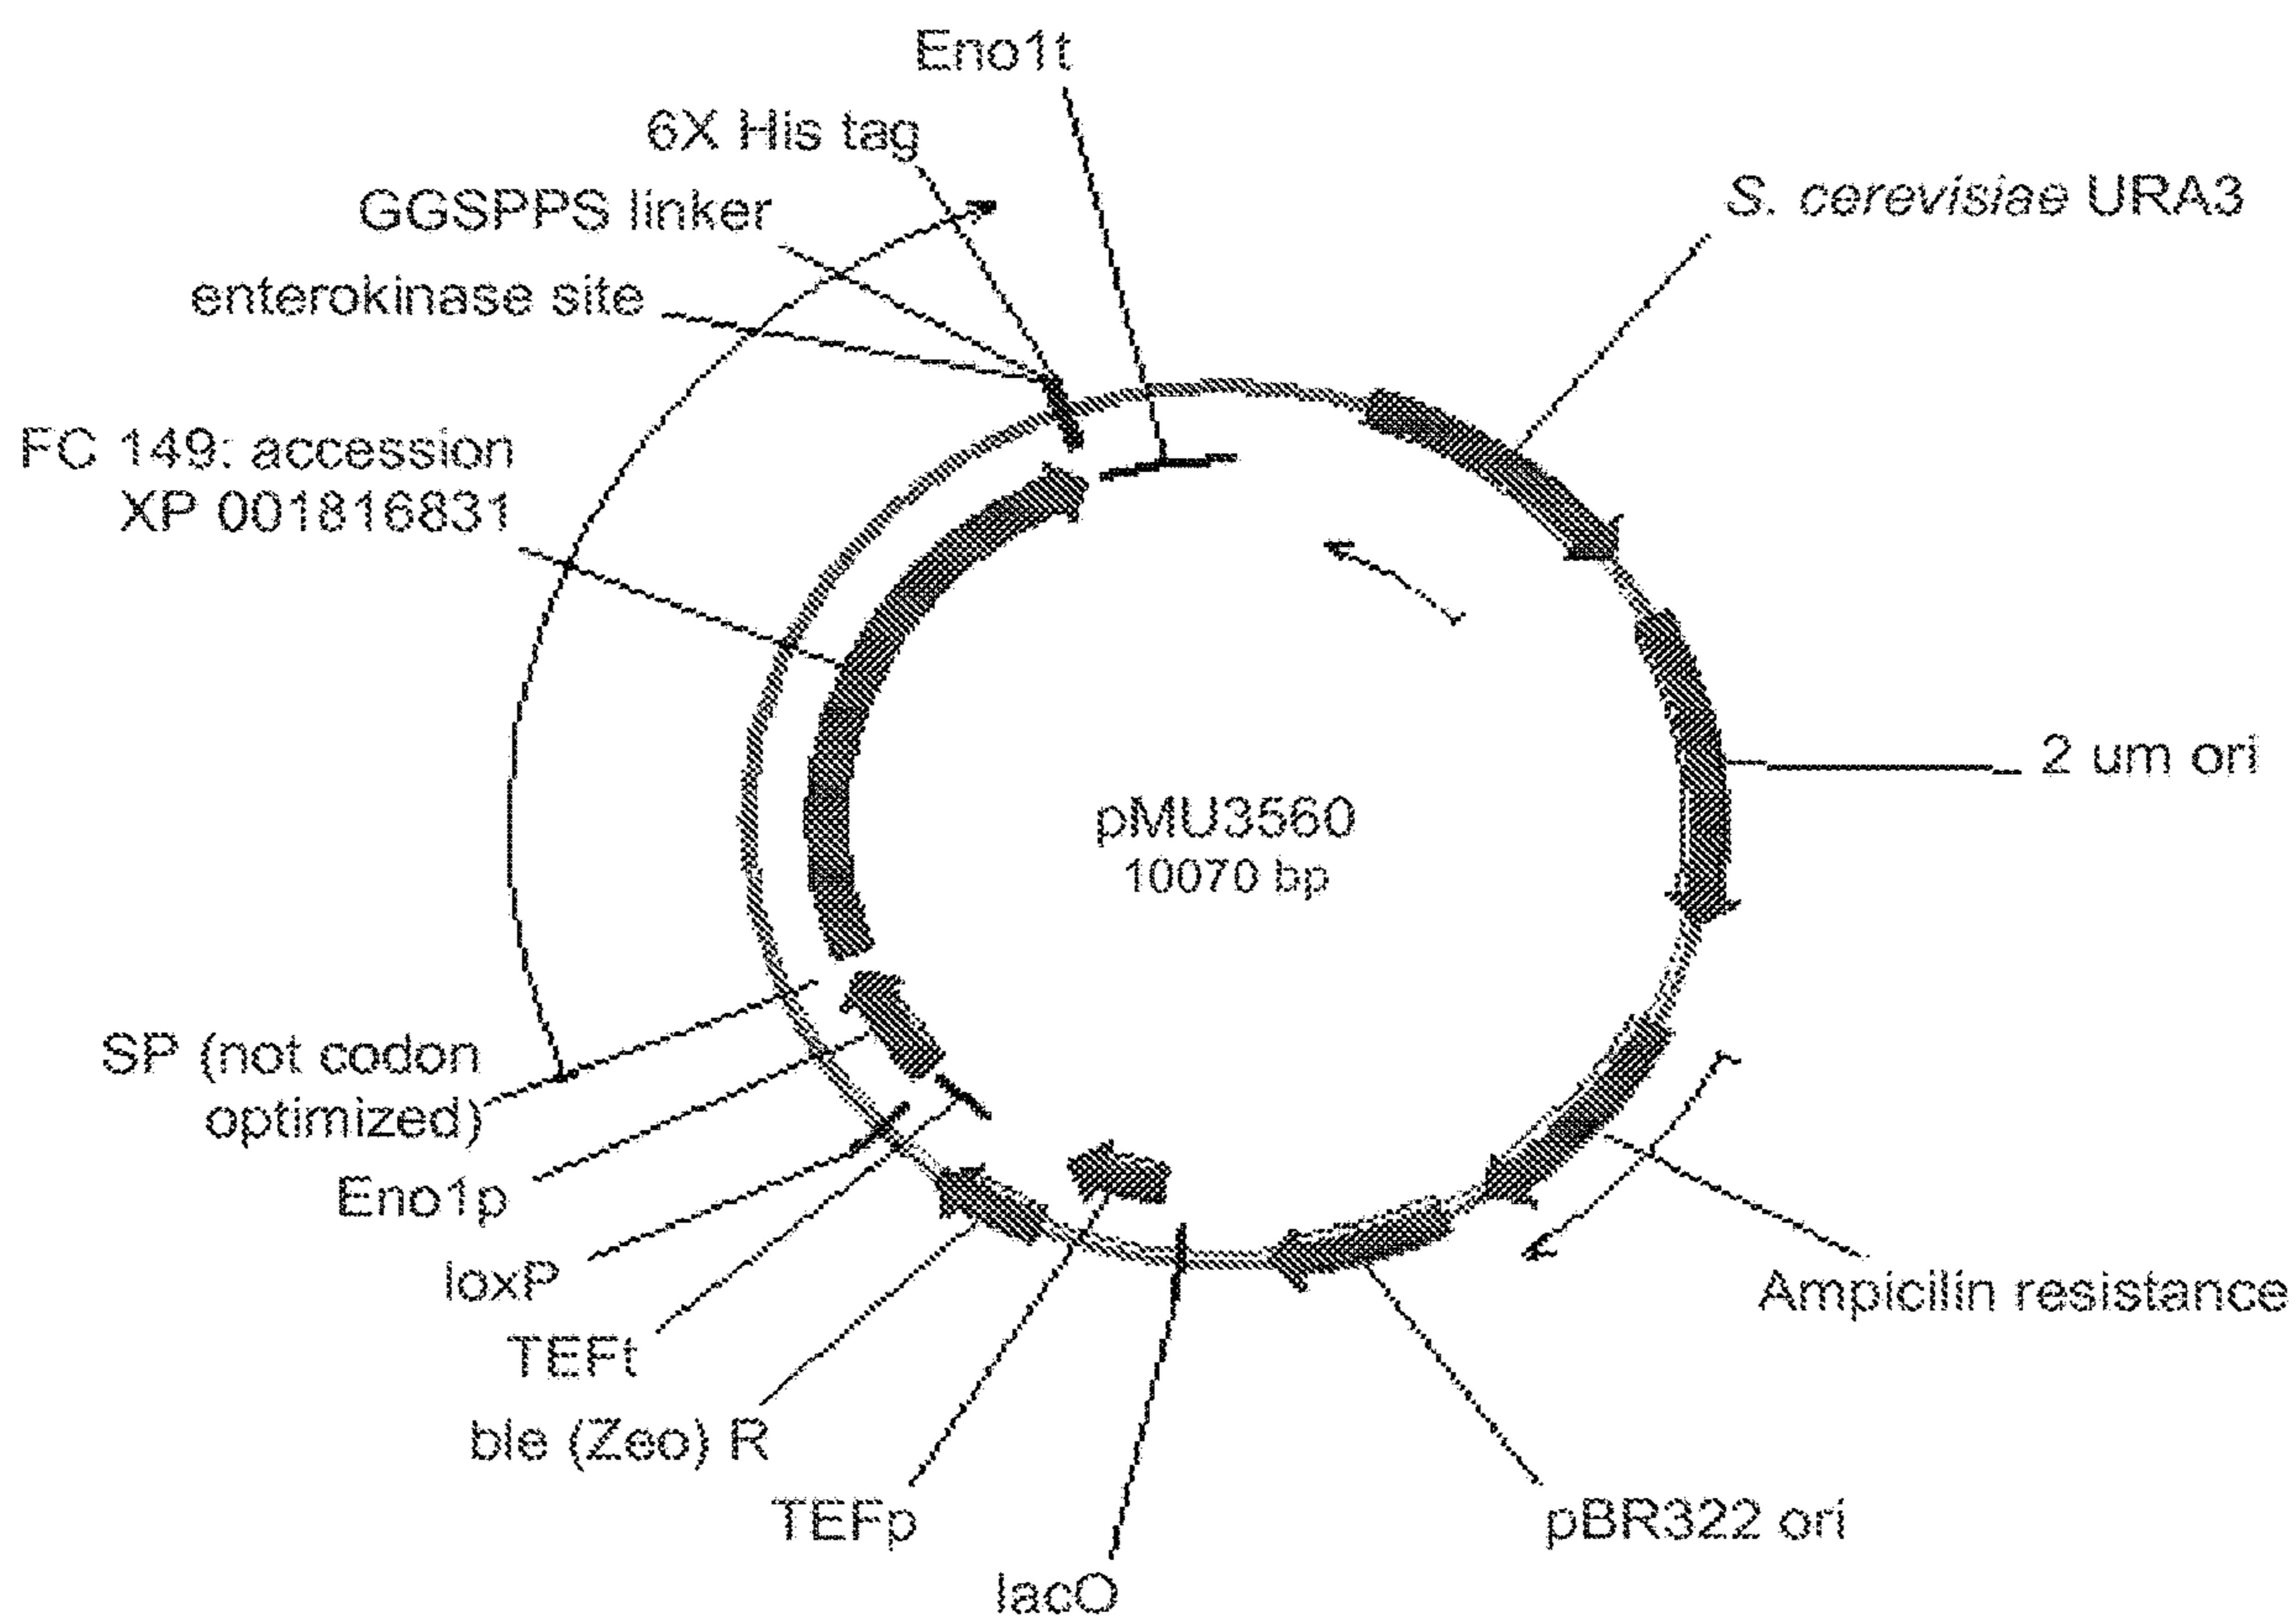 Eno1t
6X His tag
GGSPPS linker
enterokinase site
S. cerevisiae URA3
FC 149: accession
XP 001816831
2 um ori
pMU3560
10070 bp
SP (not codon
optimized)
Eno1p
loxP
TEFt
ble (Zeo) R
TEFp
lacO
pBR322 ori
Ampicilin resistance